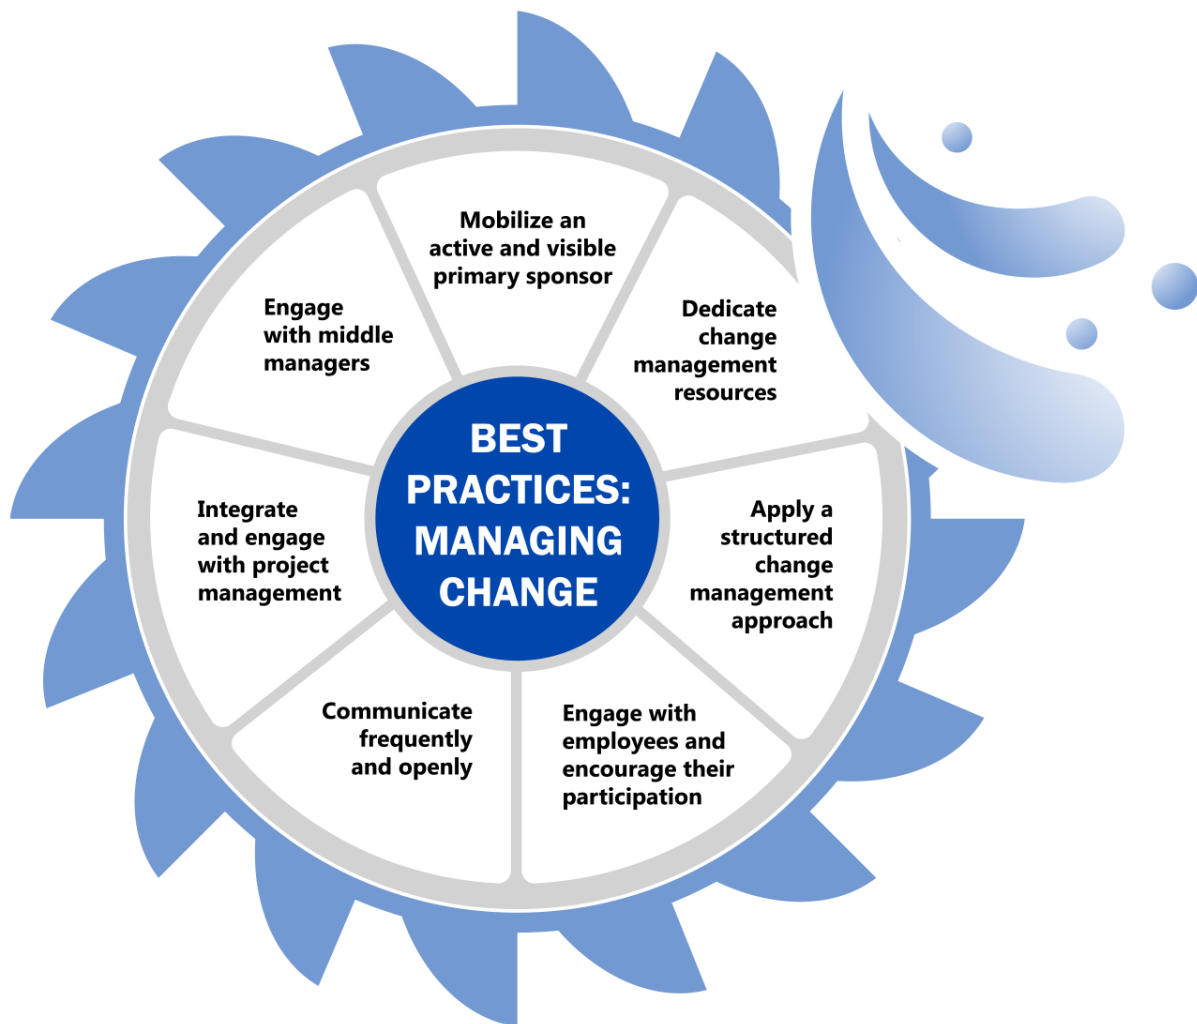 BEST
PRACTICES:
MANAGING
CHANGE
Mobilize an
active and visible
primary sponsor
Dedicate
change
management
resources
Apply a
structured
change
management
approach
Engage with
employees and
encourage their
participation
Communicate
frequently
and openly
Integrate
and engage
with project
management
Engage
with middle
managers